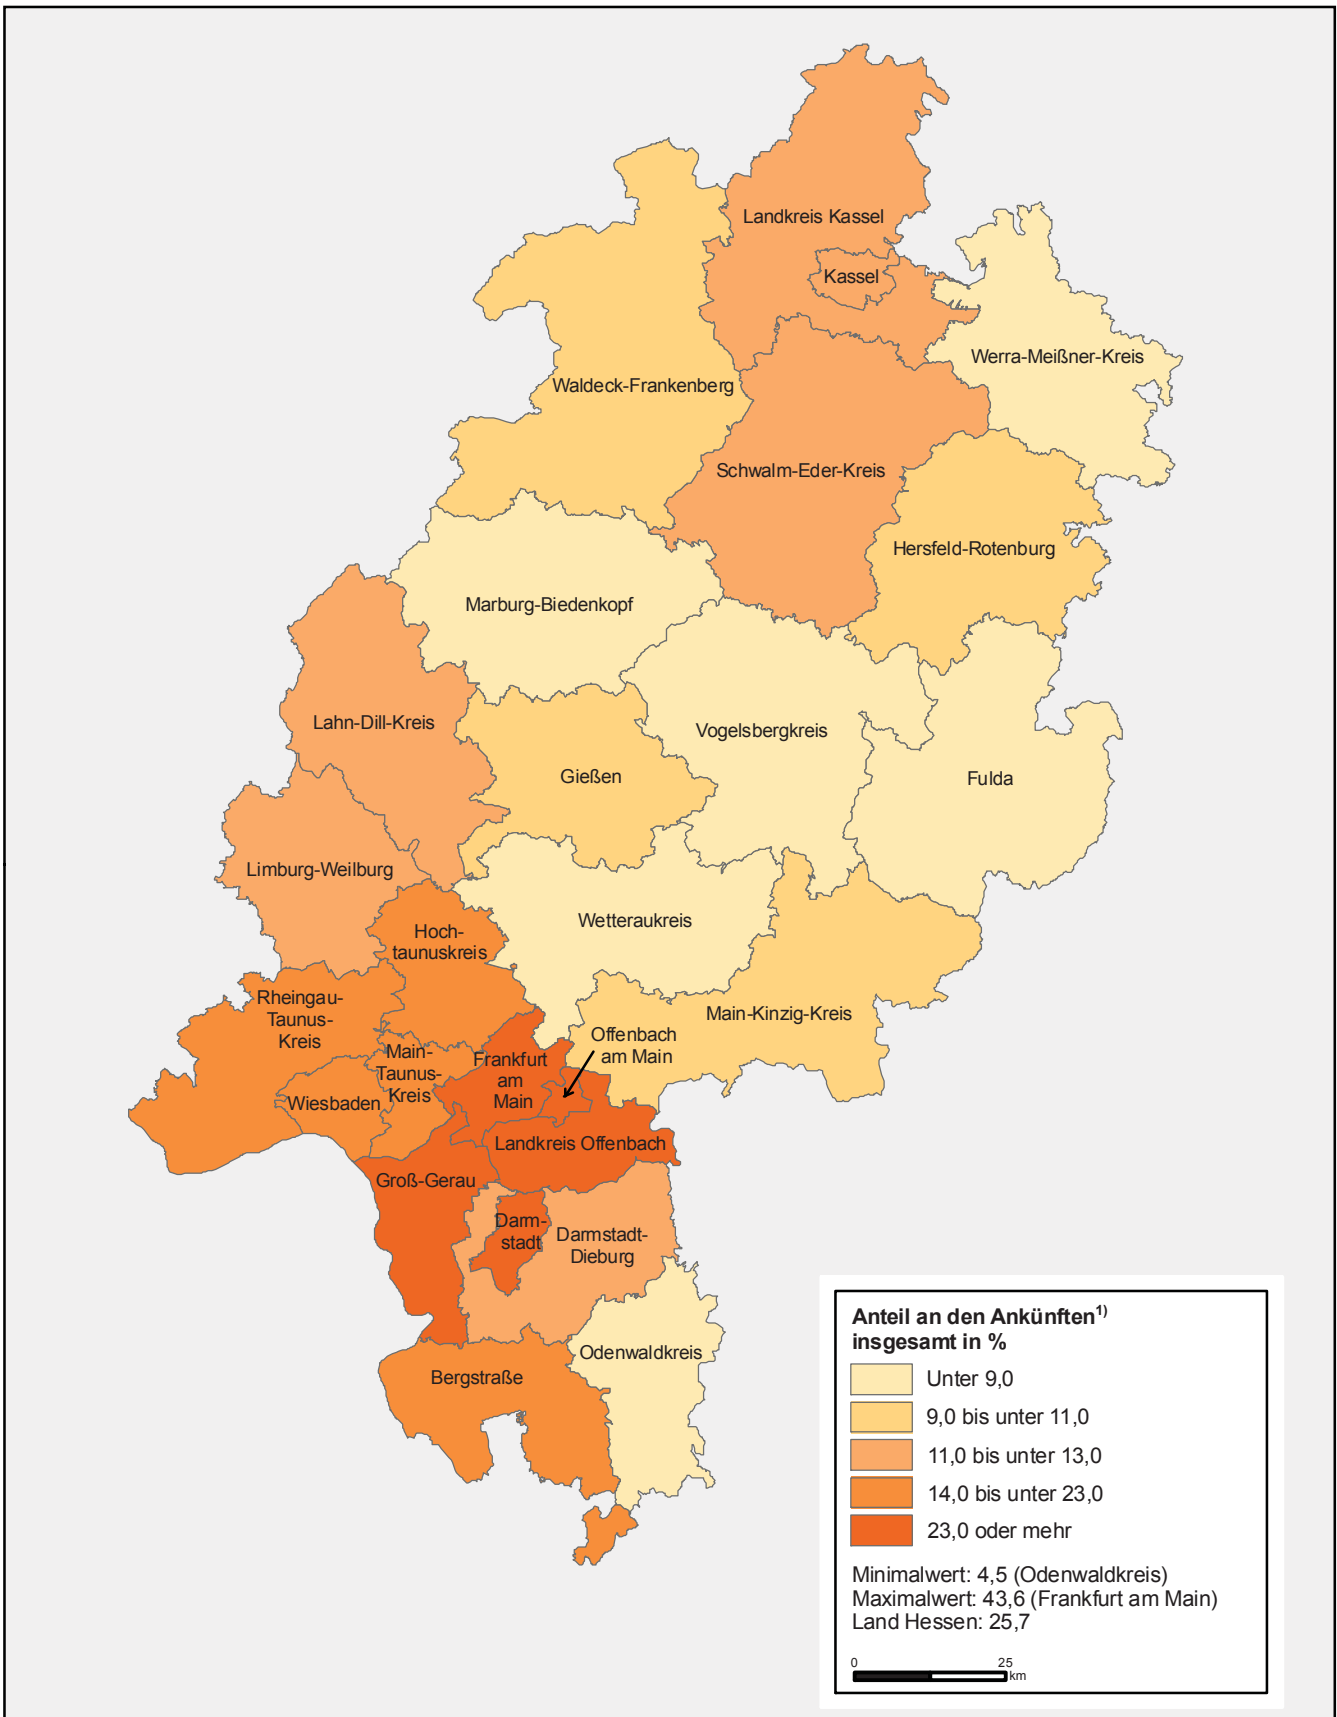 Landkreis Kassel
Kassel
Werra-Meißner-Kreis
Waldeck-Frankenberg
Schwalm-Eder-Kreis
Hersfeld-Rotenburg
Marburg-Biedenkopf
Lahn-Dill-Kreis
Vogelsbergkreis
Gießen
Fulda
Limburg-Weilburg
Wetteraukreis
Hoch-
taunuskreis
Rheingau-
Taunus-
Kreis
Main-Kinzig-Kreis
Offenbach
am Main
Main-
Taunus-
Kreis
Frankfurt
am
Main
Wiesbaden
Landkreis Offenbach
Groß-Gerau
Darm-
stadt
Darmstadt-
Dieburg
Odenwaldkreis
Bergstraße
Anteil an den Ankünften1)
insgesamt in %
Unter 9,0
9,0 bis unter 11,0
11,0 bis unter 13,0
14,0 bis unter 23,0
23,0 oder mehr
Minimalwert: 4,5 (Odenwaldkreis)
Maximalwert: 43,6 (Frankfurt am Main)
Land Hessen: 25,7
0 25
km